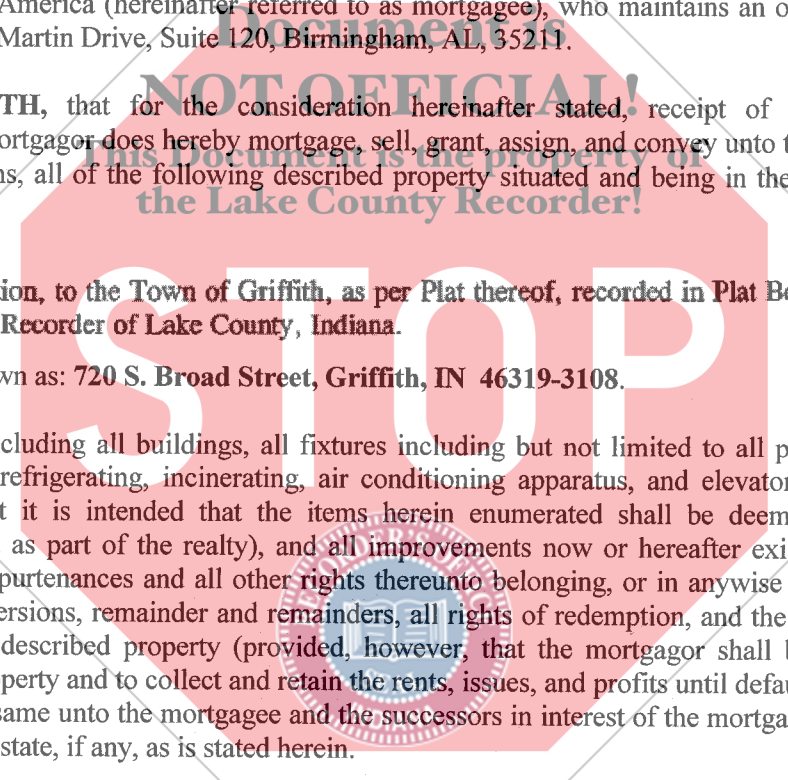 America (hereinafter referred to as mortgagee), who maintains an o
Document is
Martin Drive, Suite 120, Birmingham, AL, 35211.
NOT OFFICIAL!
TH, that for the consideration hereinafter stated, receipt of
ortgagor does hereby mortgage, sell, grant, assign, and convey unto t
This Document is the property of
ns, all of the following described property situated and being in the
the Lake County Recorder!
STOP
tion, to the Town of Griffith, as per Plat thereof, recorded in Plat Bo
Recorder of Lake County, Indiana.
wn as: 720 S. Broad Street, Griffith, IN 46319-3108.
cluding all buildings, all fixtures including but not limited to all p
refrigerating, incinerating, air conditioning apparatus, and elevator
t it is intended that the items herein enumerated shall be deem
as part of the realty), and all improvements now or hereafter exi
purtenances and all other rights thereunto belonging, or in anywise
ersions, remainder and remainders, all rights of redemption, and the
described property (provided, however, that the mortgagor shall b
perty and to collect and retain the rents, issues, and profits until defau
same unto the mortgagee and the successors in interest of the mortga
state, if any, as is stated herein.